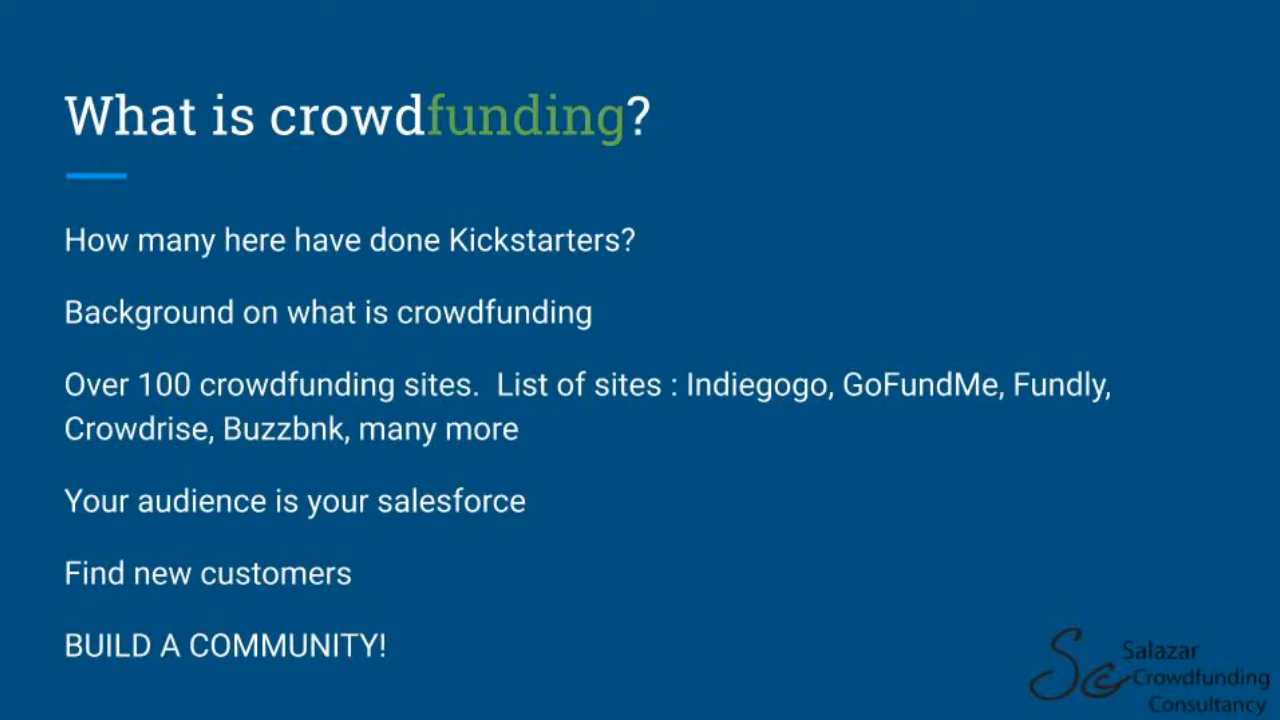 What is crowdfunding?
How many here have done Kickstarters?
Background on what is crowdfunding
Over 100 crowdfunding sites.  List of sites : Indiegogo, GoFundMe, Fundly,
Crowdrise, Buzzbnk, many more
Your audience is your salesforce
Find new customers
BUILD A COMMUNITY!
Scc
Salazar
Crowdfunding
Consultancy